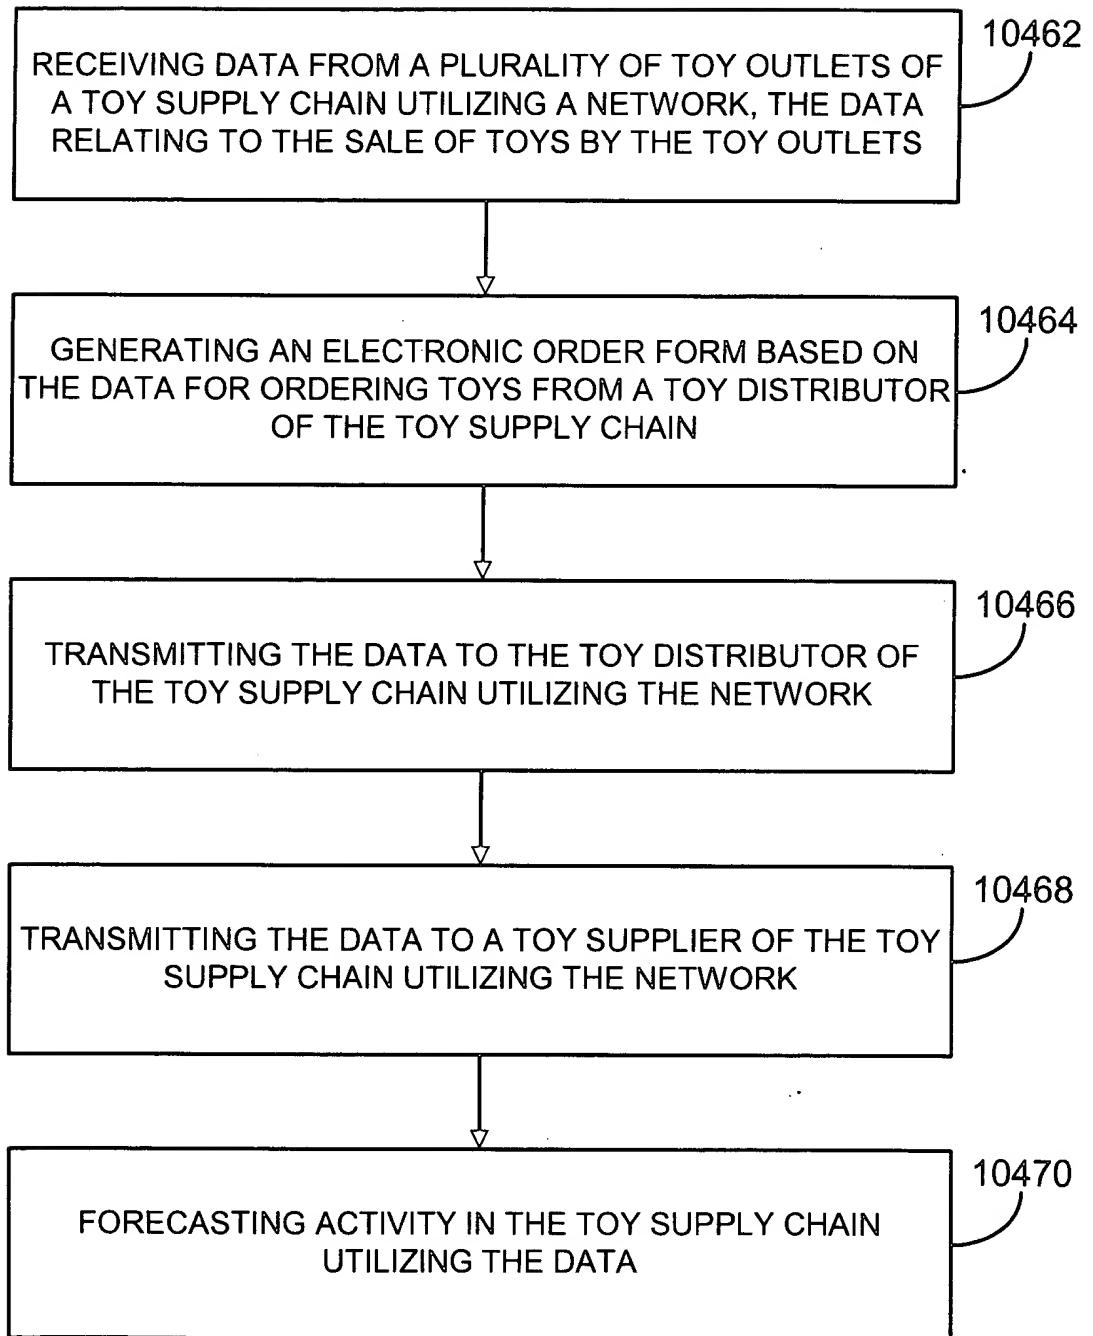 10462
RECEIVING DATA FROM A PLURALITY OF TOY OUTLETS OF
A TOY SUPPLY CHAIN UTILIZING A NETWORK, THE DATA
RELATING TO THE SALE OF TOYS BY THE TOY OUTLETS
10464
GENERATING AN ELECTRONIC ORDER FORM BASED ON
THE DATA FOR ORDERING TOYS FROM A TOY DISTRIBUTOR
OF THE TOY SUPPLY CHAIN
10466
TRANSMITTING THE DATA TO THE TOY DISTRIBUTOR OF
THE TOY SUPPLY CHAIN UTILIZING THE NETWORK
10468
TRANSMITTING THE DATA TO A TOY SUPPLIER OF THE TOY
SUPPLY CHAIN UTILIZING THE NETWORK
10470
FORECASTING ACTIVITY IN THE TOY SUPPLY CHAIN
UTILIZING THE DATA